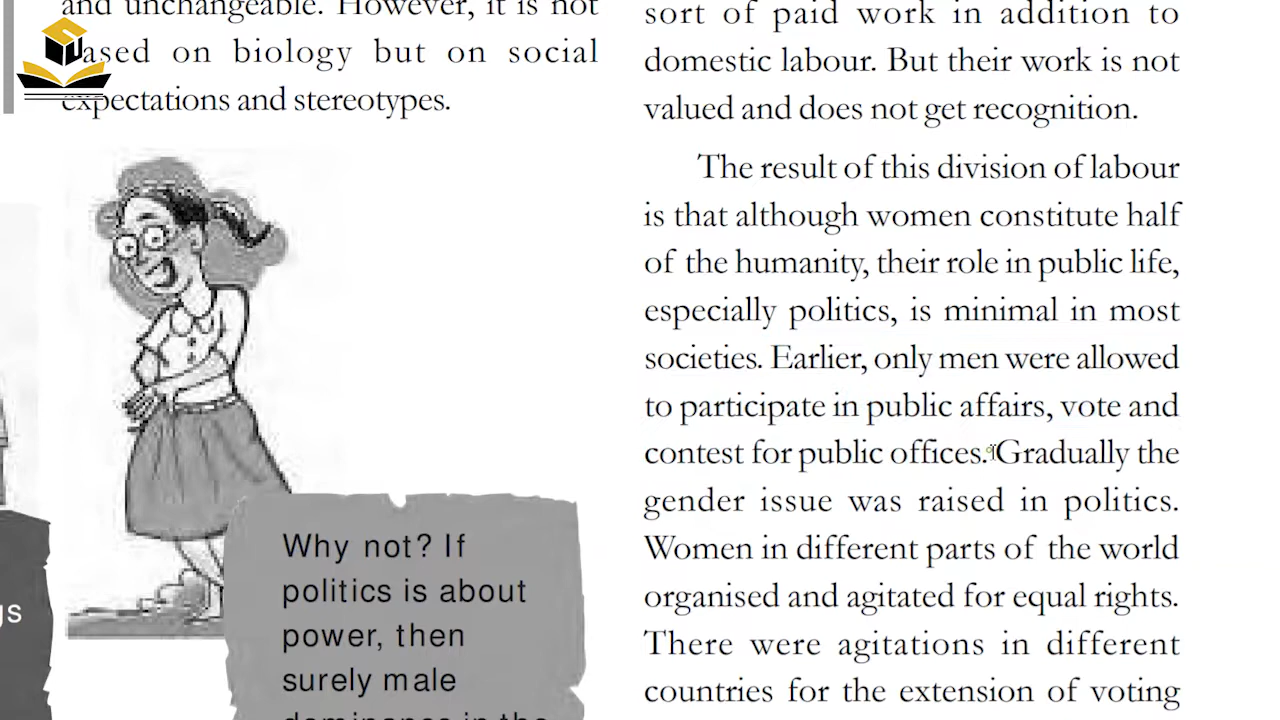 and unchangeable. However, it is not
based on biology but on social
expectations and stereotypes.
gs
Why not? If
politics is about
power, then
surely male
dominance in the
sort of paid work in addition to
domestic labour. But their work is not
valued and does not get recognition.
The result of this division of labour
is that although women constitute half
of the humanity, their role in public life,
especially politics, is minimal in most
societies. Earlier, only men were allowed
to participate in public affairs, vote and
contest for public offices. Gradually the
gender issue was raised in politics.
Women in different parts of the world
organised and agitated for equal rights.
There were agitations in different
countries for the extension of voting